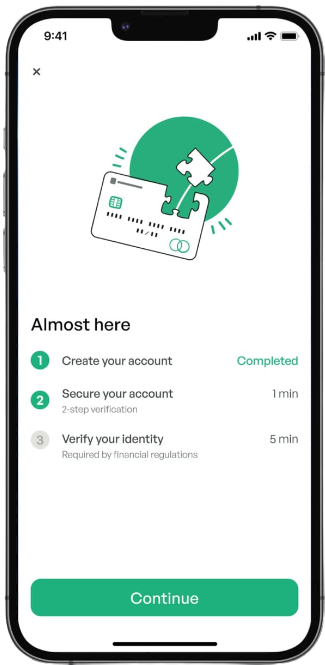 9:41
×
Almost here
1 Create your account Completed
2 Secure your account 1 min
2-step verification
3 Verify your identity 5 min
Required by financial regulations
Continue